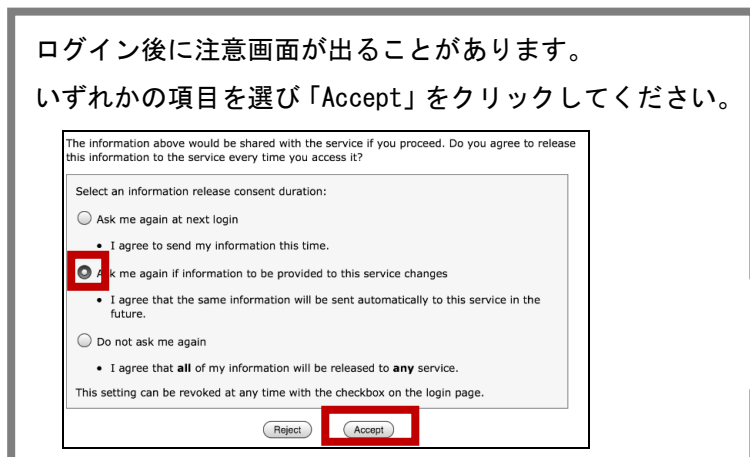 ログイン後に注意画面が出ることがあります。
いずれかの項目を選び「Accept」をクリックしてください。
The information above would be shared with the service if you proceed. Do you agree to release
this information to the service every time you access it?
Select an information release consent duration:
Ask me again at next login
• I agree to send my information this time.
Ask me again if information to be provided to this service changes
• I agree that the same information will be sent automatically to this service in the
future.
Do not ask me again
• I agree that all of my information will be released to any service.
This setting can be revoked at any time with the checkbox on the login page.
Reject Accept